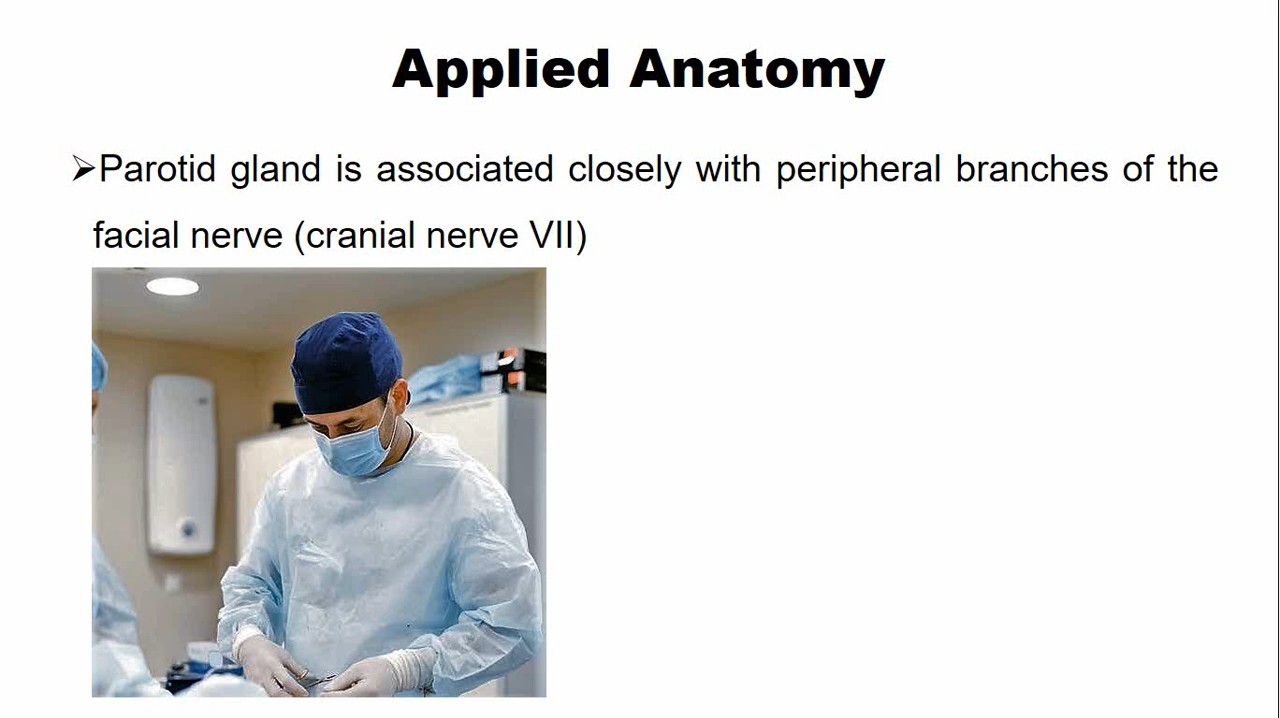 Applied Anatomy
➢Parotid gland is associated closely with peripheral branches of the
facial nerve (cranial nerve VII)